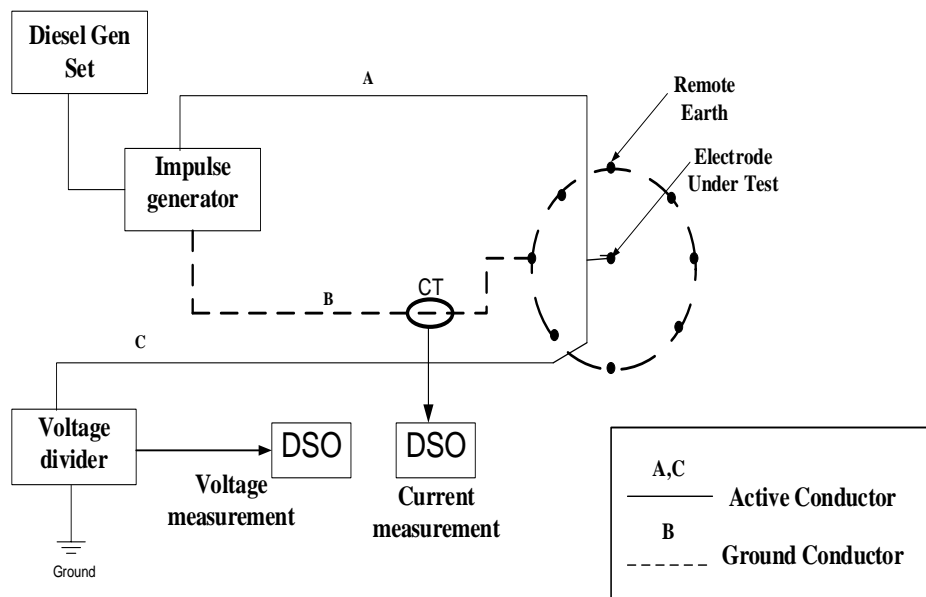 Diesel Gen
Set
A
Remote
Earth
Impulse
generator
Electrode
Under Test
CT
B
C
Voltage
divider
DSO
DSO
Voltage
measurement
Current
measurement
Ground
A,C
Active Conductor
B
Ground Conductor